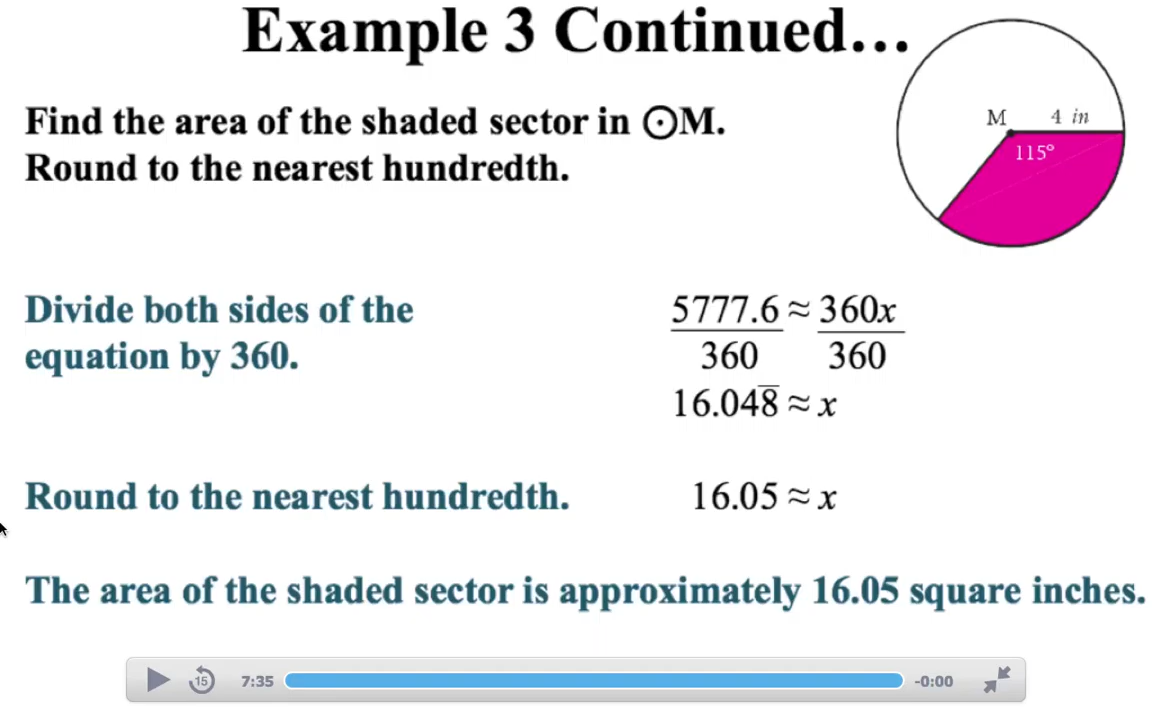 Example 3 Continued…
Find the area of the shaded sector in ⊙M.
Round to the nearest hundredth.
M 4 in
115°
Divide both sides of the
equation by 360.
5777.6 ≈ 360x
360 360
16.048̅ ≈ x
Round to the nearest hundredth.
16.05 ≈ x
The area of the shaded sector is approximately 16.05 square inches.
15 7:35 -0:00